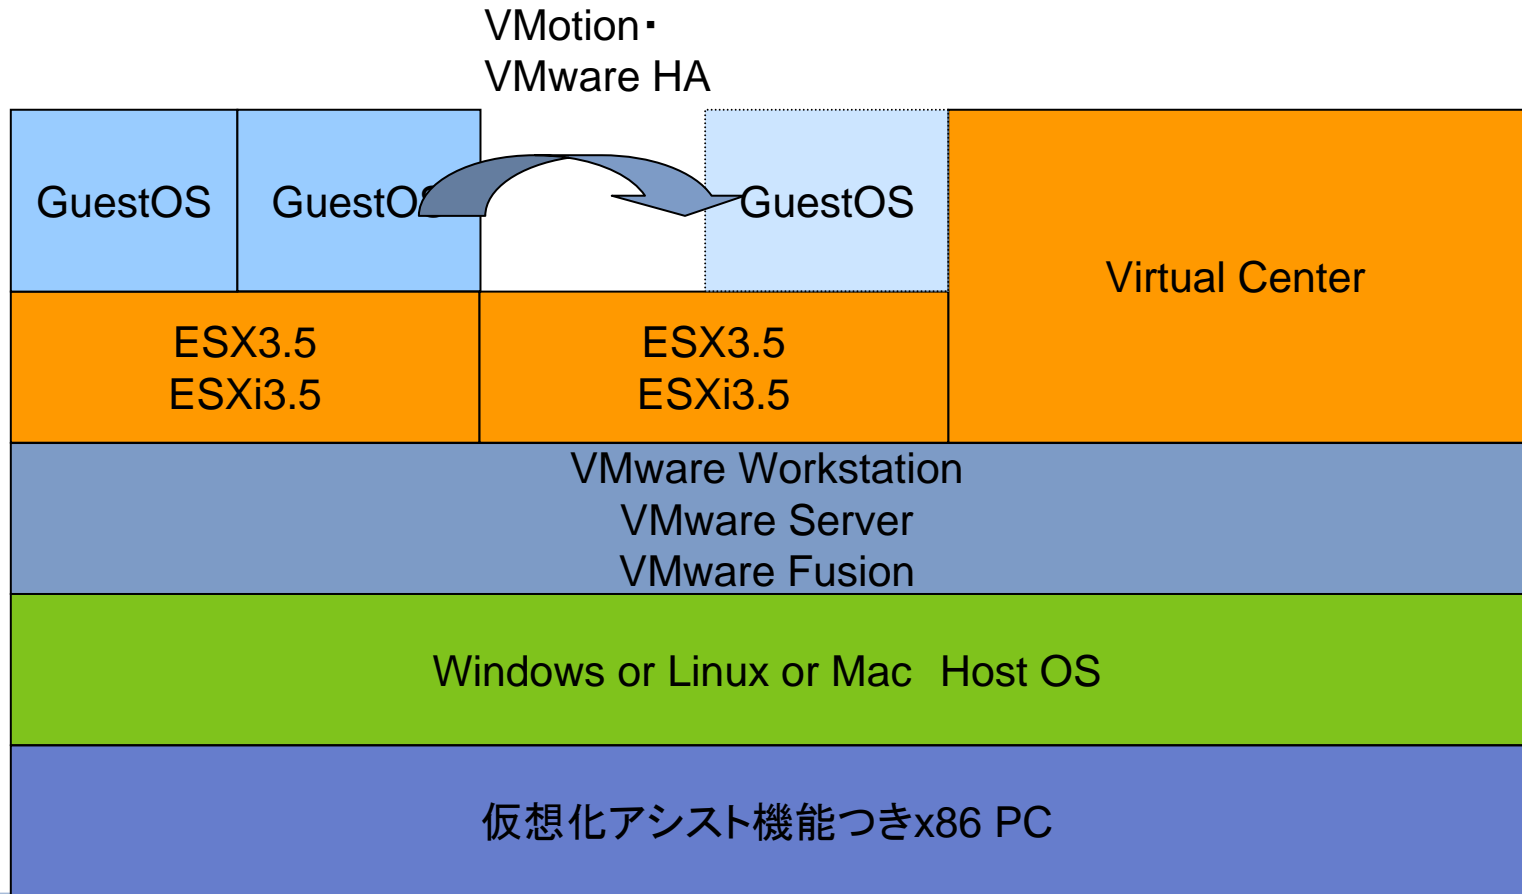 VMotion・
VMware HA
GuestOS
GuestOS
GuestOS
Virtual Center
ESX3.5
ESXi3.5
ESX3.5
ESXi3.5
VMware Workstation
VMware Server
VMware Fusion
Windows or Linux or Mac Host OS
仮想化アシスト機能つきx86 PC